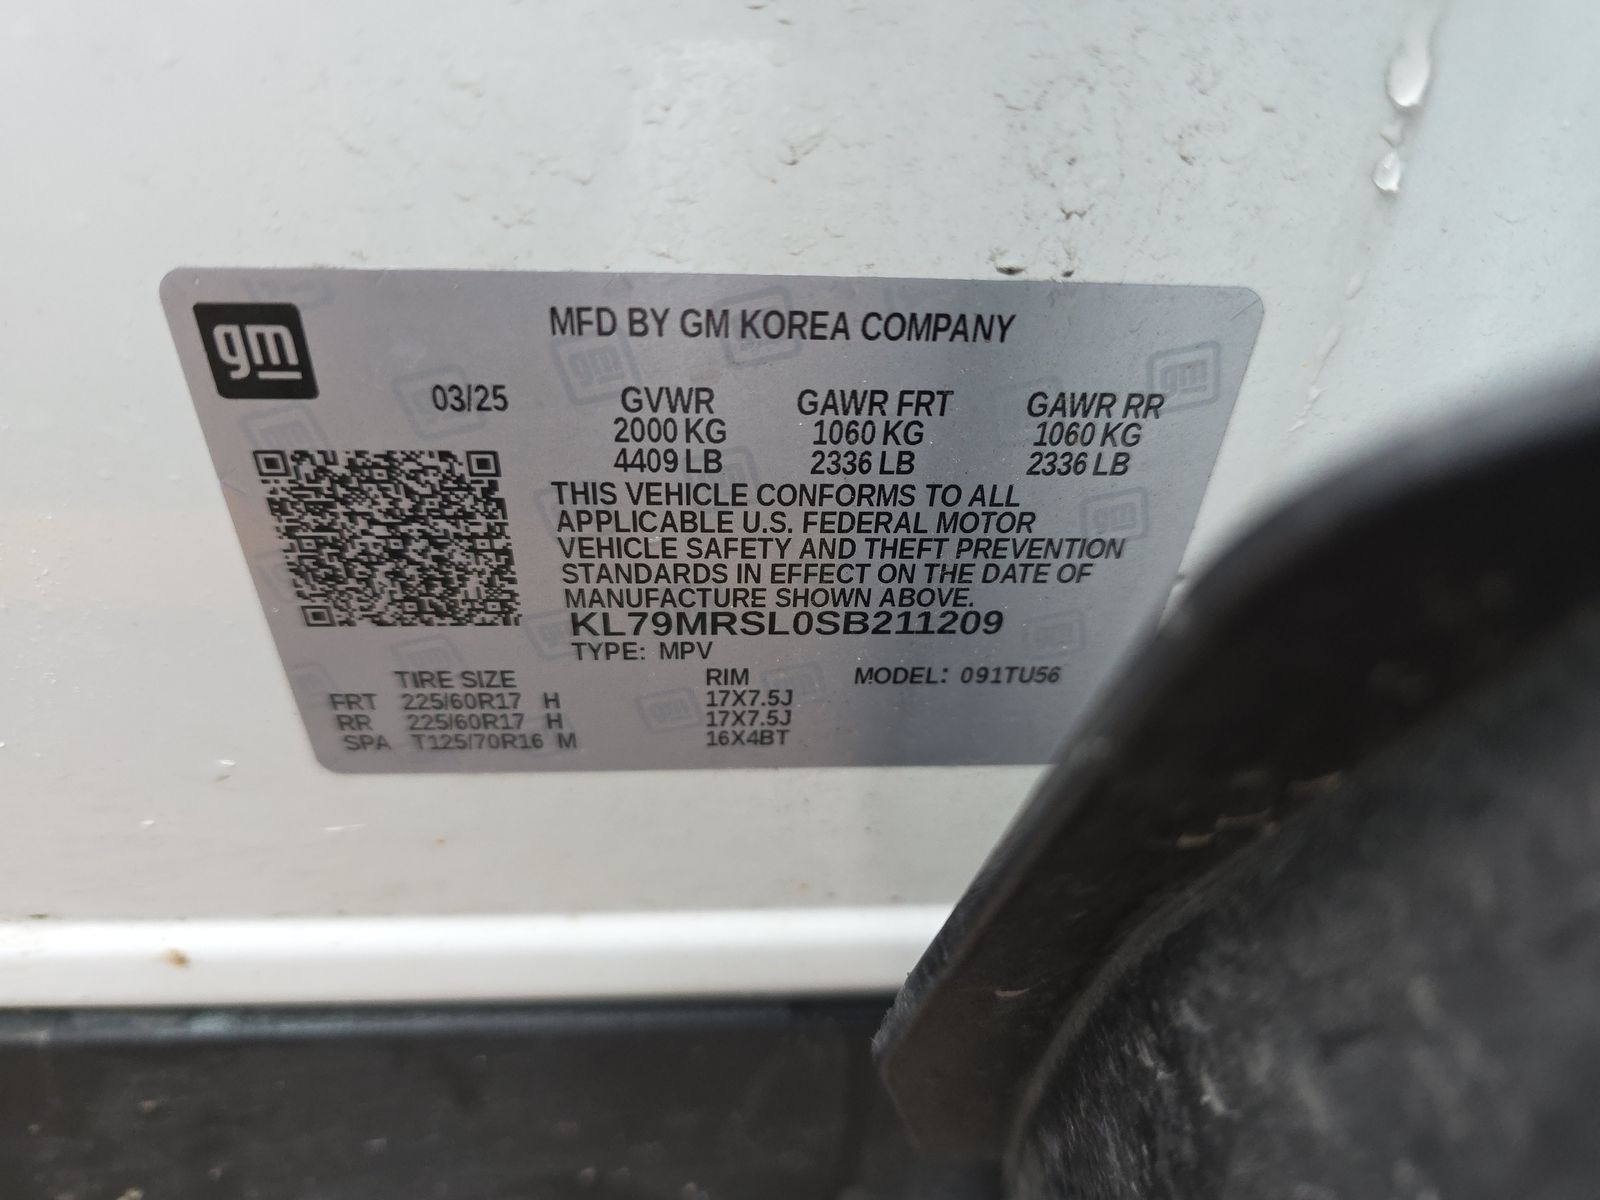 gm
MFD BY GM KOREA COMPANY
03/25 GVWR GAWR FRT GAWR RR
2000 KG 1060 KG 1060 KG
4409 LB 2336 LB 2336 LB
THIS VEHICLE CONFORMS TO ALL
APPLICABLE U.S. FEDERAL MOTOR
VEHICLE SAFETY AND THEFT PREVENTION
STANDARDS IN EFFECT ON THE DATE OF
MANUFACTURE SHOWN ABOVE.
KL79MRSL0SB211209
TYPE: MPV
TIRE SIZE RIM MODEL: 091TU56
FRT 225/60R17 H 17X7.5J
RR 225/60R17 H 17X7.5J
SPA T125/70R16 M 16X4BT